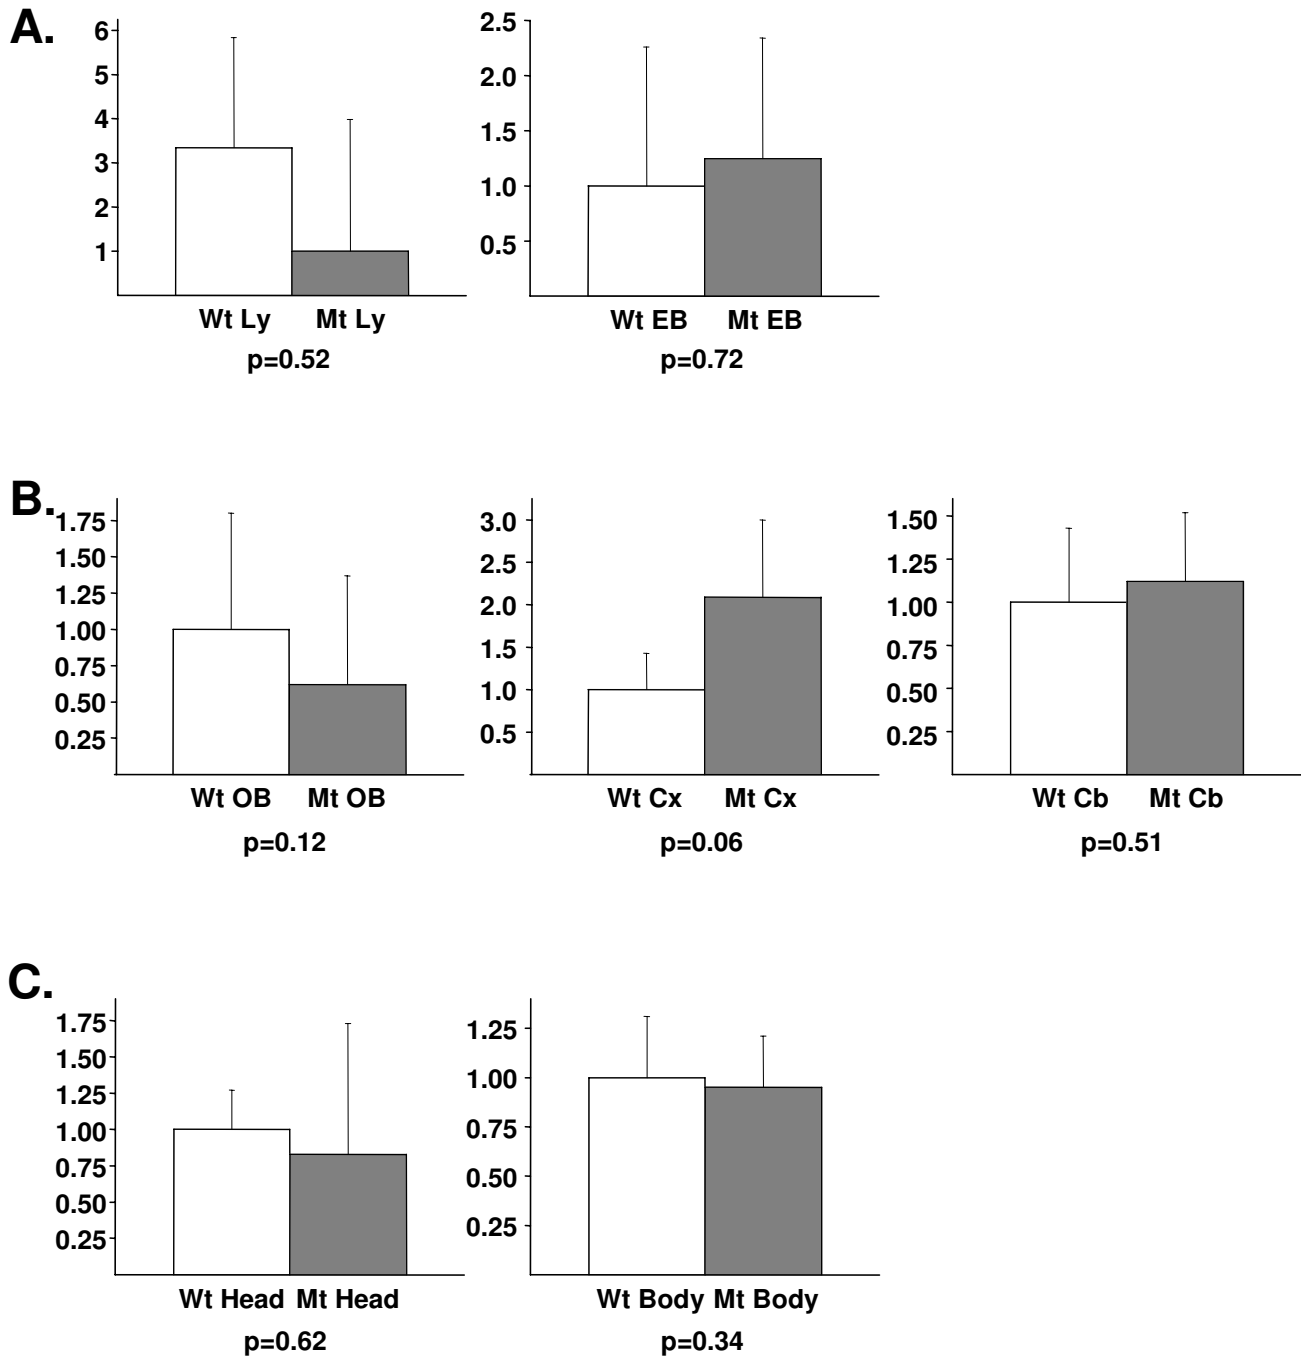 A.
6
5
4
3
2
1
Wt Ly Mt Ly
p=0.52
2.5
2.0
1.5
1.0
0.5
Wt EB Mt EB
p=0.72
B.
1.75
1.50
1.25
1.00
0.75
0.50
0.25
Wt OB Mt OB
p=0.12
3.0
2.5
2.0
1.5
1.0
0.5
Wt Cx Mt Cx
p=0.06
1.50
1.25
1.00
0.75
0.50
0.25
Wt Cb Mt Cb
p=0.51
C.
1.75
1.50
1.25
1.00
0.75
0.50
0.25
Wt Head Mt Head
p=0.62
1.25
1.00
0.75
0.50
0.25
Wt Body Mt Body
p=0.34